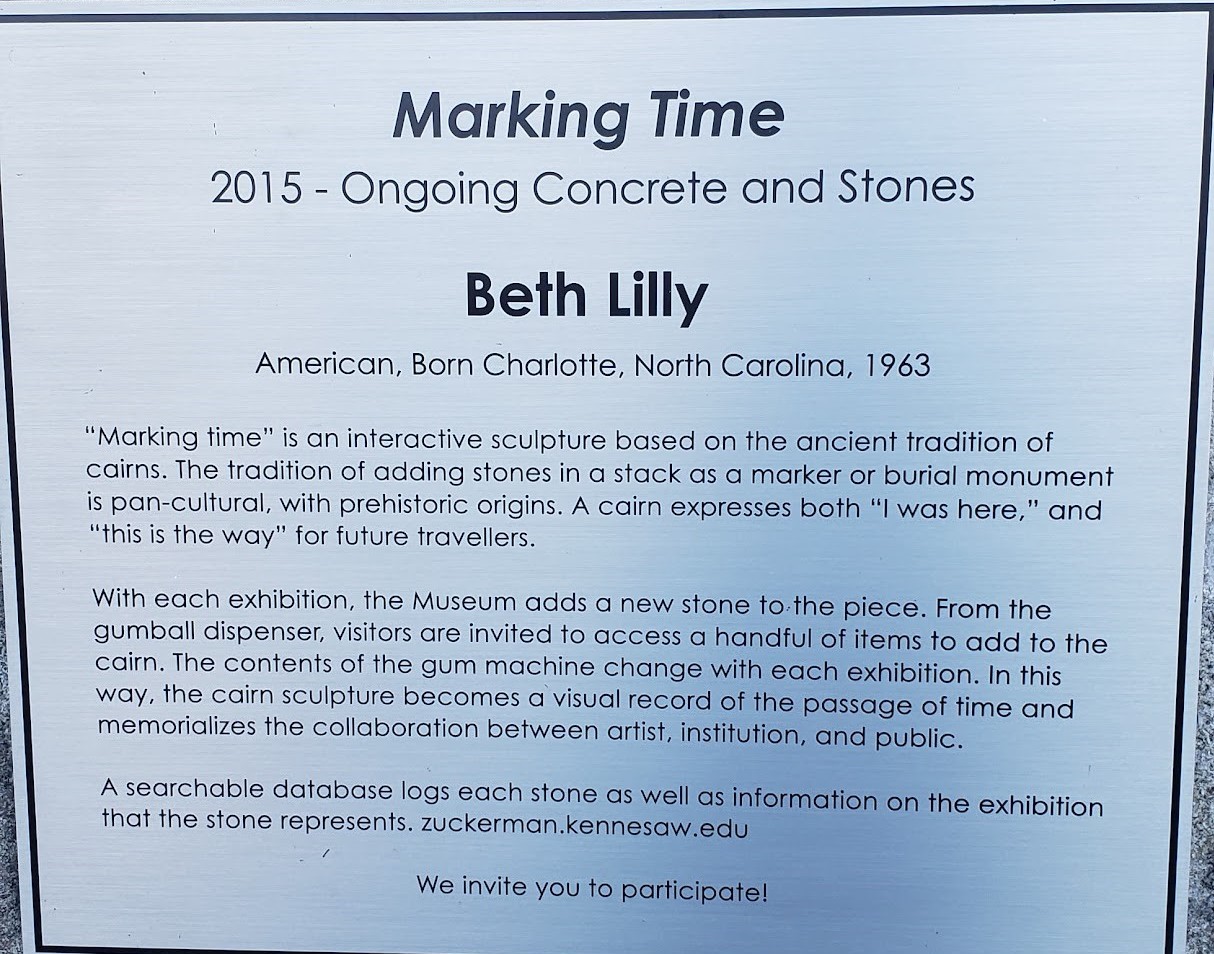 Marking Time
2015 - Ongoing Concrete and Stones
Beth Lilly
American, Born Charlotte, North Carolina, 1963
“Marking time” is an interactive sculpture based on the ancient tradition of
cairns. The tradition of adding stones in a stack as a marker or burial monument
is pan-cultural, with prehistoric origins. A cairn expresses both “I was here,” and
“this is the way” for future travellers.
With each exhibition, the Museum adds a new stone to the piece. From the
gumball dispenser, visitors are invited to access a handful of items to add to the
cairn. The contents of the gum machine change with each exhibition. In this
way, the cairn sculpture becomes a visual record of the passage of time and
memorializes the collaboration between artist, institution, and public.
A searchable database logs each stone as well as information on the exhibition
that the stone represents. zuckerman.kennesaw.edu
We invite you to participate!